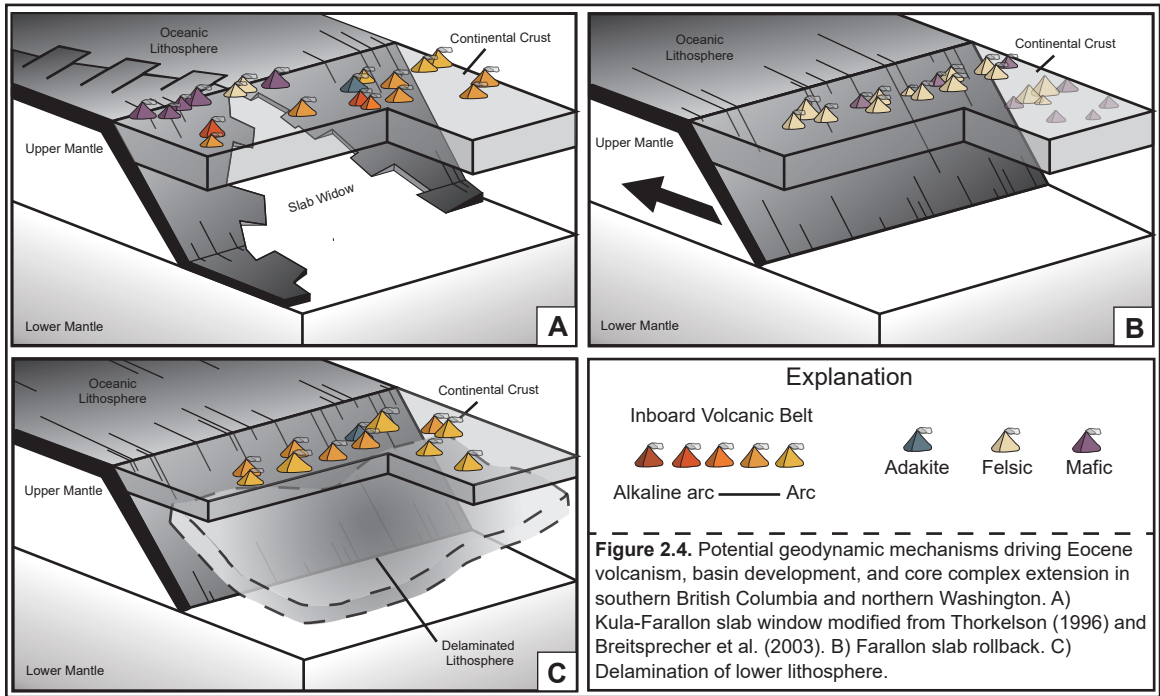 Oceanic
Lithosphere
Continental Crust
Upper Mantle
Slab Widow
Lower Mantle
A
Oceanic
Lithosphere
Continental Crust
Upper Mantle
Lower Mantle
B
Oceanic
Lithosphere
Continental Crust
Upper Mantle
Delaminated
Lithosphere
Lower Mantle
C
Explanation
Inboard Volcanic Belt
Alkaline arc
Arc
Adakite
Felsic
Mafic
Figure 2.4. Potential geodynamic mechanisms driving Eocene
volcanism, basin development, and core complex extension in
southern British Columbia and northern Washington. A)
Kula-Farallon slab window modified from Thorkelson (1996) and
Breitsprecher et al. (2003). B) Farallon slab rollback. C)
Delamination of lower lithosphere.